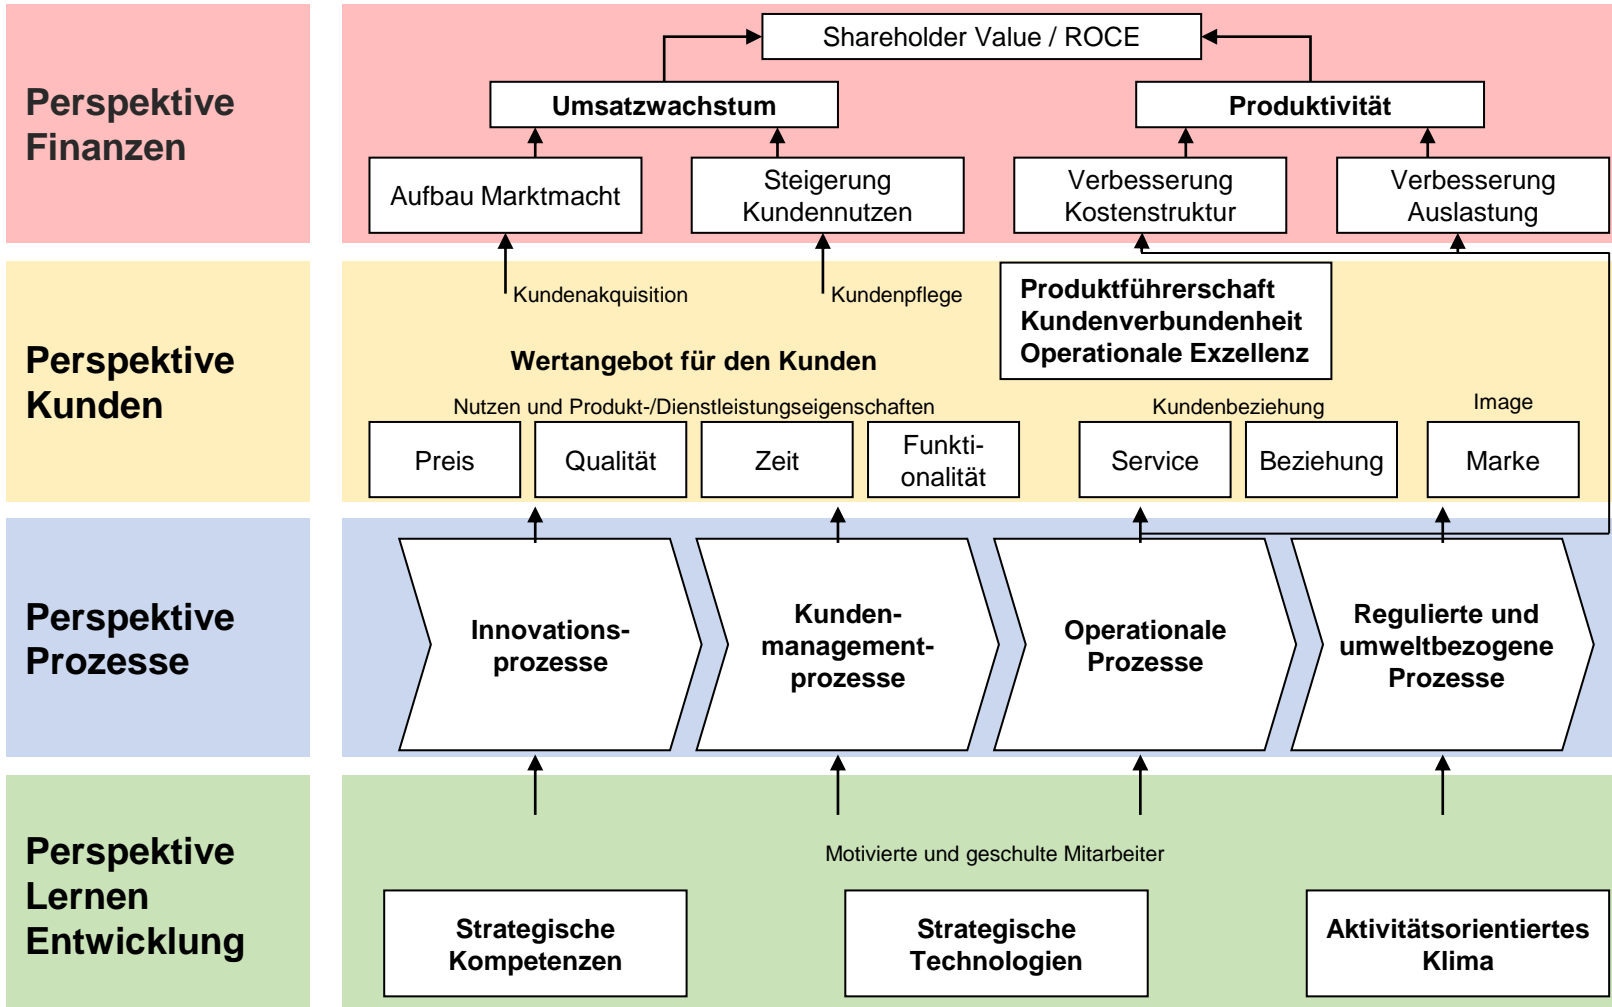 Perspektive
Finanzen
Shareholder Value / ROCE
Umsatzwachstum
Produktivität
Aufbau Marktmacht
Steigerung
Kundennutzen
Verbesserung
Kostenstruktur
Verbesserung
Auslastung
Perspektive
Kunden
Kundenakquisition
Kundenpflege
Produktführerschaft
Kundenverbundenheit
Operationale Exzellenz
Wertangebot für den Kunden
Nutzen und Produkt-/Dienstleistungseigenschaften
Kundenbeziehung
Image
Preis
Qualität
Zeit
Funkti-
onalität
Service
Beziehung
Marke
Perspektive
Prozesse
Innovations-
prozesse
Kunden-
management-
prozesse
Operationale
Prozesse
Regulierte und
umweltbezogene
Prozesse
Perspektive
Lernen
Entwicklung
Motivierte und geschulte Mitarbeiter
Strategische
Kompetenzen
Strategische
Technologien
Aktivitätsorientiertes
Klima